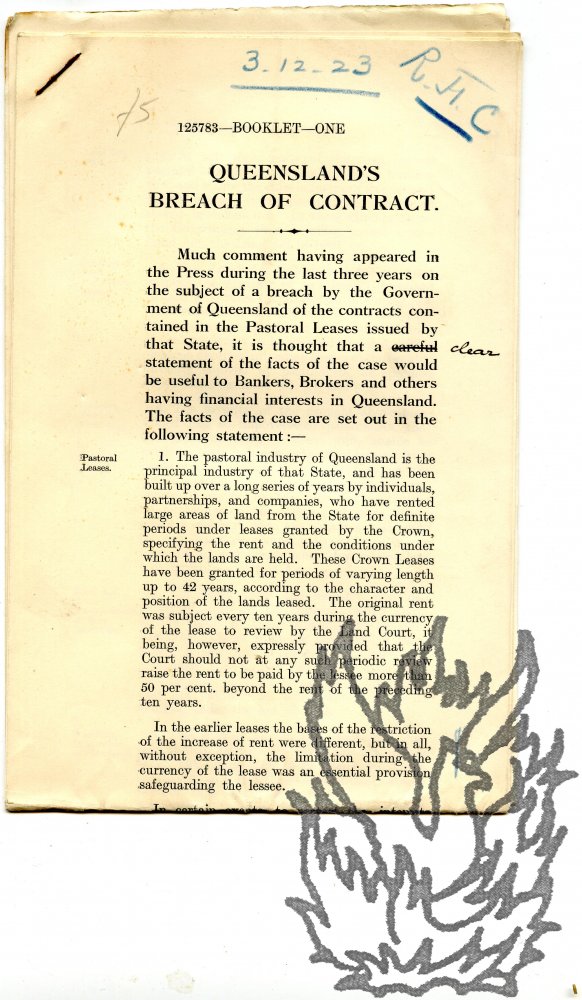 3-12-23
R.H.C
125783—BOOKLET—ONE
QUEENSLAND'S
BREACH OF CONTRACT.
Much comment having appeared in
the Press during the last three years on
the subject of a breach by the Govern-
ment of Queensland of the contracts con-
tained in the Pastoral Leases issued by
that State, it is thought that a careful clear
statement of the facts of the case would
be useful to Bankers, Brokers and others
having financial interests in Queensland.
The facts of the case are set out in the
following statement :—
Pastoral
Leases.
1. The pastoral industry of Queensland is the
principal industry of that State, and has been
built up over a long series of years by individuals,
partnerships, and companies, who have rented
large areas of land from the State for definite
periods under leases granted by the Crown,
specifying the rent and the conditions under
which the lands are held. These Crown Leases
have been granted for periods of varying length
up to 42 years, according to the character and
position of the lands leased. The original rent
was subject every ten years during the currency
of the lease to review by the Land Court, it
being, however, expressly provided that the
Court should not at any such periodic review
raise the rent to be paid by the lessee more than
50 per cent. beyond the rent of the preceding
ten years.
In the earlier leases the bases of the restriction
of the increase of rent were different, but in all,
without exception, the limitation during the
currency of the lease was an essential provision
safeguarding the lessee.